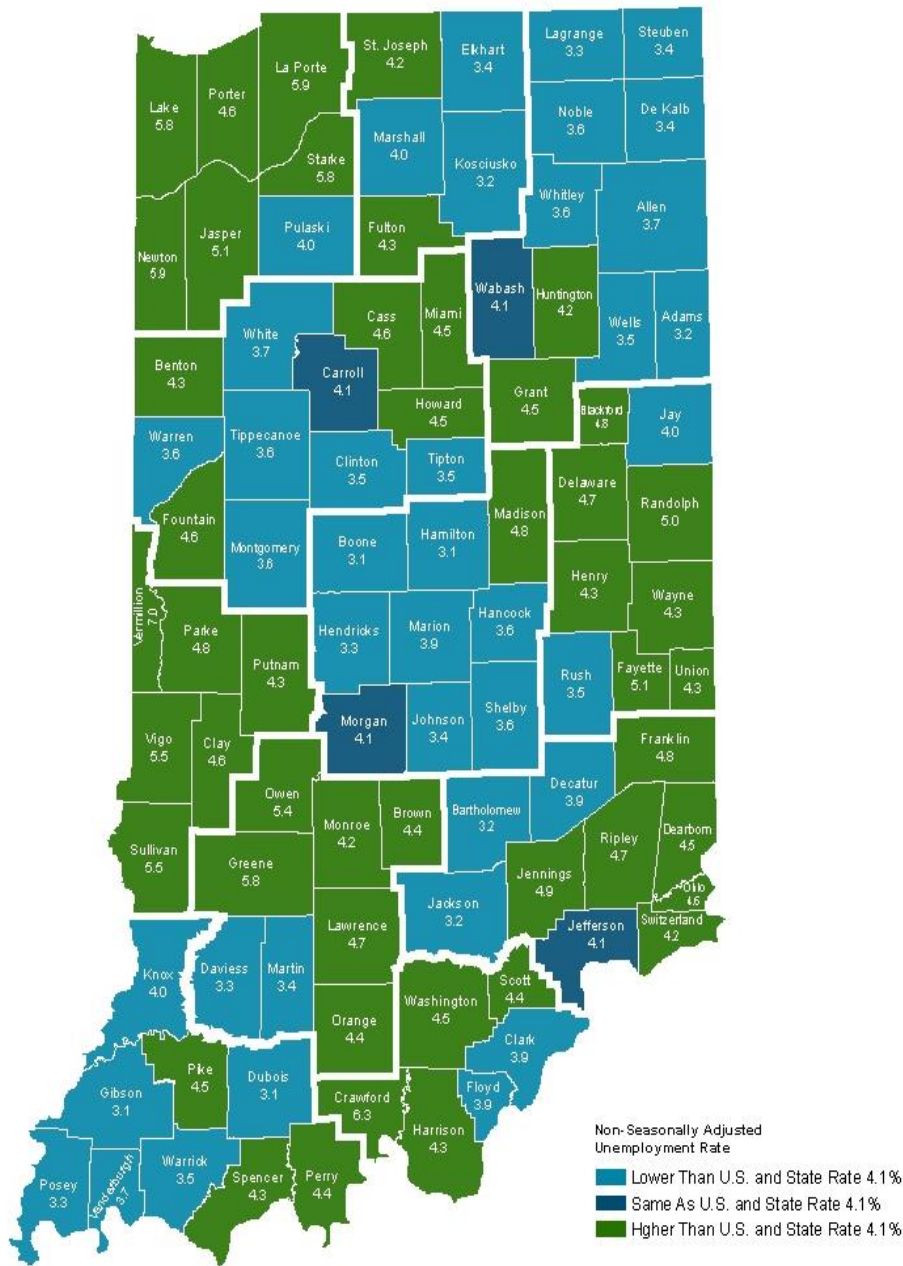 St. Joseph
4.2
Elkhart
3.4
Lagrange
3.3
Steuben
3.4
La Porte
5.9
Porter
4.6
Lake
5.8
Noble
3.6
De Kalb
3.4
Marshall
4.0
Starke
5.8
Kosciusko
3.2
Whitley
3.6
Allen
3.7
Jasper
5.1
Pulaski
4.0
Fulton
4.3
Newton
5.9
Wabash
4.1
Huntington
4.2
Miami
4.5
Cass
4.6
Wells
3.5
Adams
3.2
White
3.7
Carroll
4.1
Benton
4.3
Grant
4.5
Howard
4.5
Blackford
4.8
Jay
4.0
Warren
3.6
Tippecanoe
3.6
Clinton
3.5
Tipton
3.5
Delaware
4.7
Randolph
5.0
Madison
4.8
Fountain
4.6
Montgomery
3.6
Boone
3.1
Hamilton
3.1
Henry
4.3
Wayne
4.3
Vermillion
7.0
Parke
4.8
Putnam
4.3
Hendricks
3.3
Marion
3.9
Hancock
3.6
Rush
3.5
Fayette
5.1
Union
4.3
Vigo
5.5
Clay
4.6
Morgan
4.1
Johnson
3.4
Shelby
3.6
Franklin
4.8
Owen
5.4
Monroe
4.2
Brown
4.4
Bartholomew
3.2
Decatur
3.9
Sullivan
5.5
Greene
5.8
Jennings
4.9
Ripley
4.7
Dearborn
4.5
Ohio
4.6
Switzerland
4.2
Jackson
3.2
Jefferson
4.1
Lawrence
4.7
Knox
4.0
Daviess
3.3
Martin
3.4
Scott
4.4
Washington
4.5
Orange
4.4
Clark
3.9
Pike
4.5
Dubois
3.1
Gibson
3.1
Floyd
3.9
Crawford
6.3
Harrison
4.3
Posey
3.3
Vanderburgh
3.7
Warrick
3.5
Spencer
4.3
Perry
4.4
Non-Seasonally Adjusted
Unemployment Rate
Lower Than U.S. and State Rate 4.1%
Same As U.S. and State Rate 4.1%
Hgher Than U.S. and State Rate 4.1%